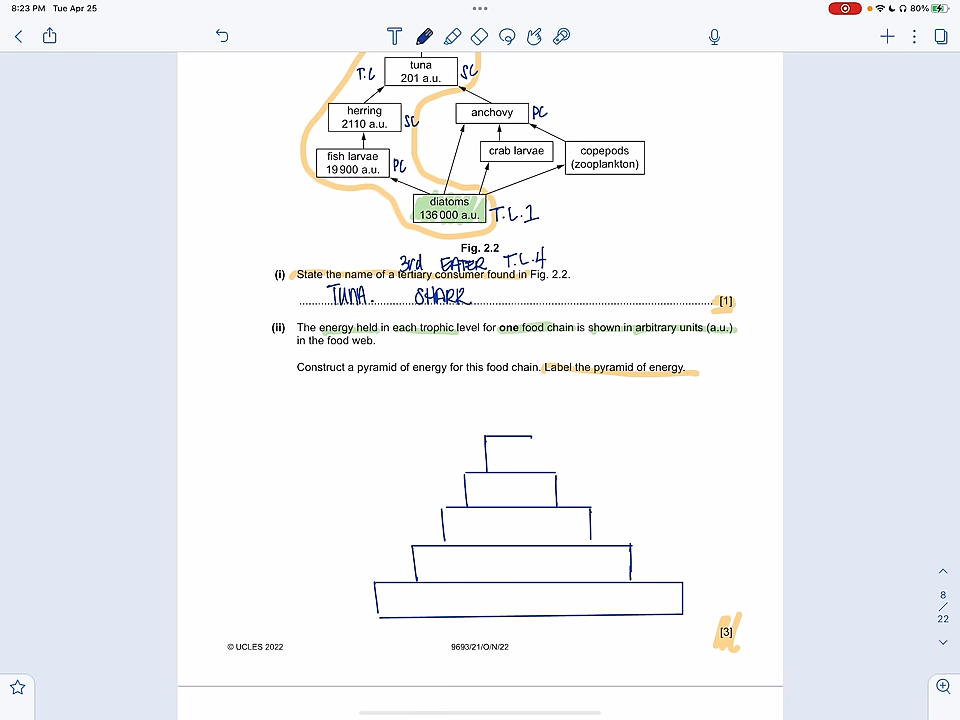 8:23 PM Tue Apr 25
80%
T
tuna
201 a.u.
T.C
SC
herring
2110 a.u.
SC
anchovy
PC
fish larvae
19 900 a.u.
PC
crab larvae
copepods
(zooplankton)
diatoms
136 000 a.u.
T.L.1
Fig. 2.2
3rd EATER T.L.4
(i) State the name of a tertiary consumer found in Fig. 2.2.
TUNA. SHARK
[1]
(ii) The energy held in each trophic level for one food chain is shown in arbitrary units (a.u.)
in the food web.
Construct a pyramid of energy for this food chain. Label the pyramid of energy.
[3]
© UCLES 2022
9693/21/O/N/22
8
/
22